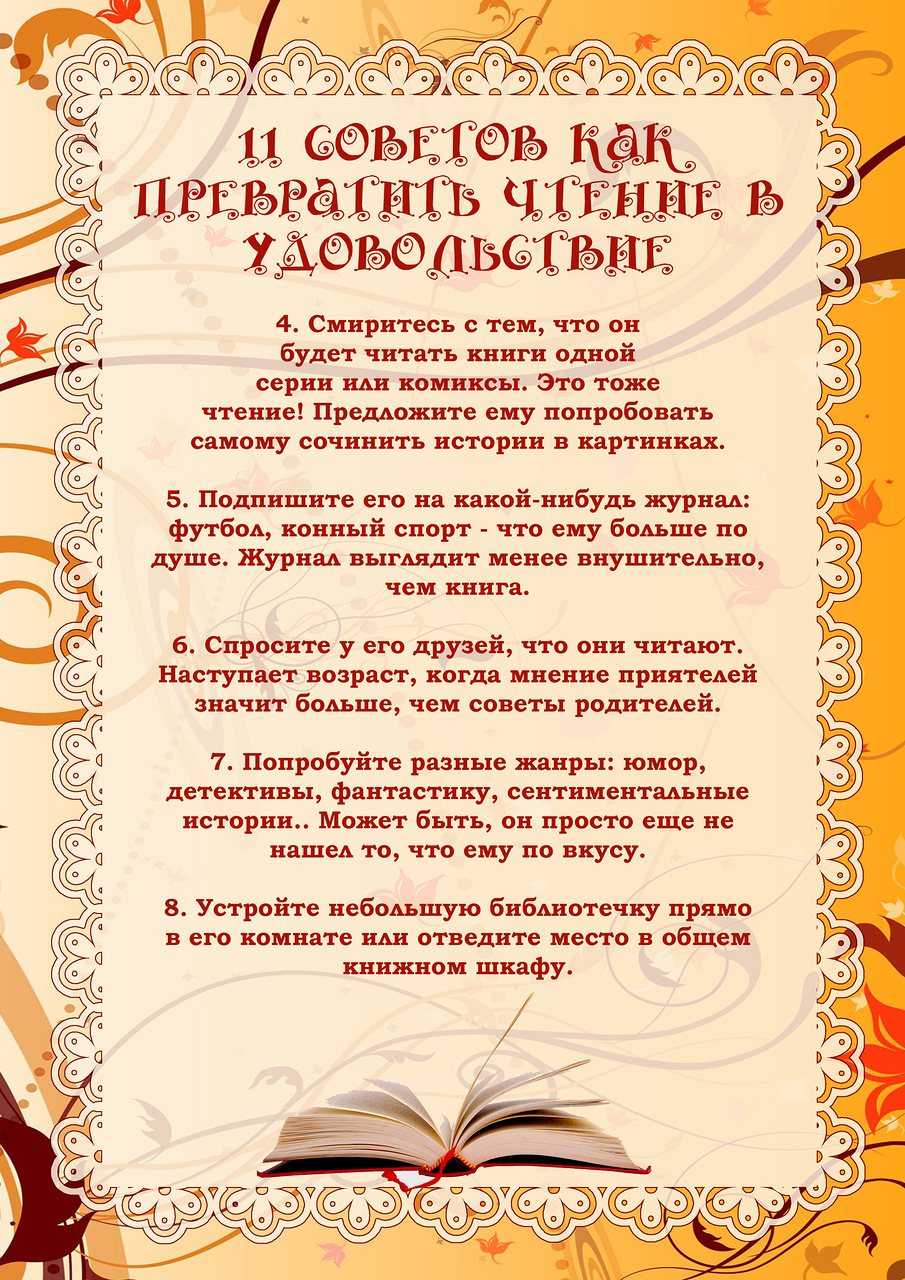 11 СОВЕТОВ КАК
ПРЕВРАТИТЬ ЧТЕНИЕ В
УДОВОЛЬСТВИЕ
4. Смиритесь с тем, что он
будет читать книги одной
серии или комиксы. Это тоже
чтение! Предложите ему попробовать
самому сочинить истории в картинках.
5. Подпишите его на какой-нибудь журнал:
футбол, конный спорт - что ему больше по
душе. Журнал выглядит менее внушительно,
чем книга.
6. Спросите у его друзей, что они читают.
Наступает возраст, когда мнение приятелей
значит больше, чем советы родителей.
7. Попробуйте разные жанры: юмор,
детективы, фантастику, сентиментальные
истории.. Может быть, он просто еще не
нашел то, что ему по вкусу.
8. Устройте небольшую библиотечку прямо
в его комнате или отведите место в общем
книжном шкафу.